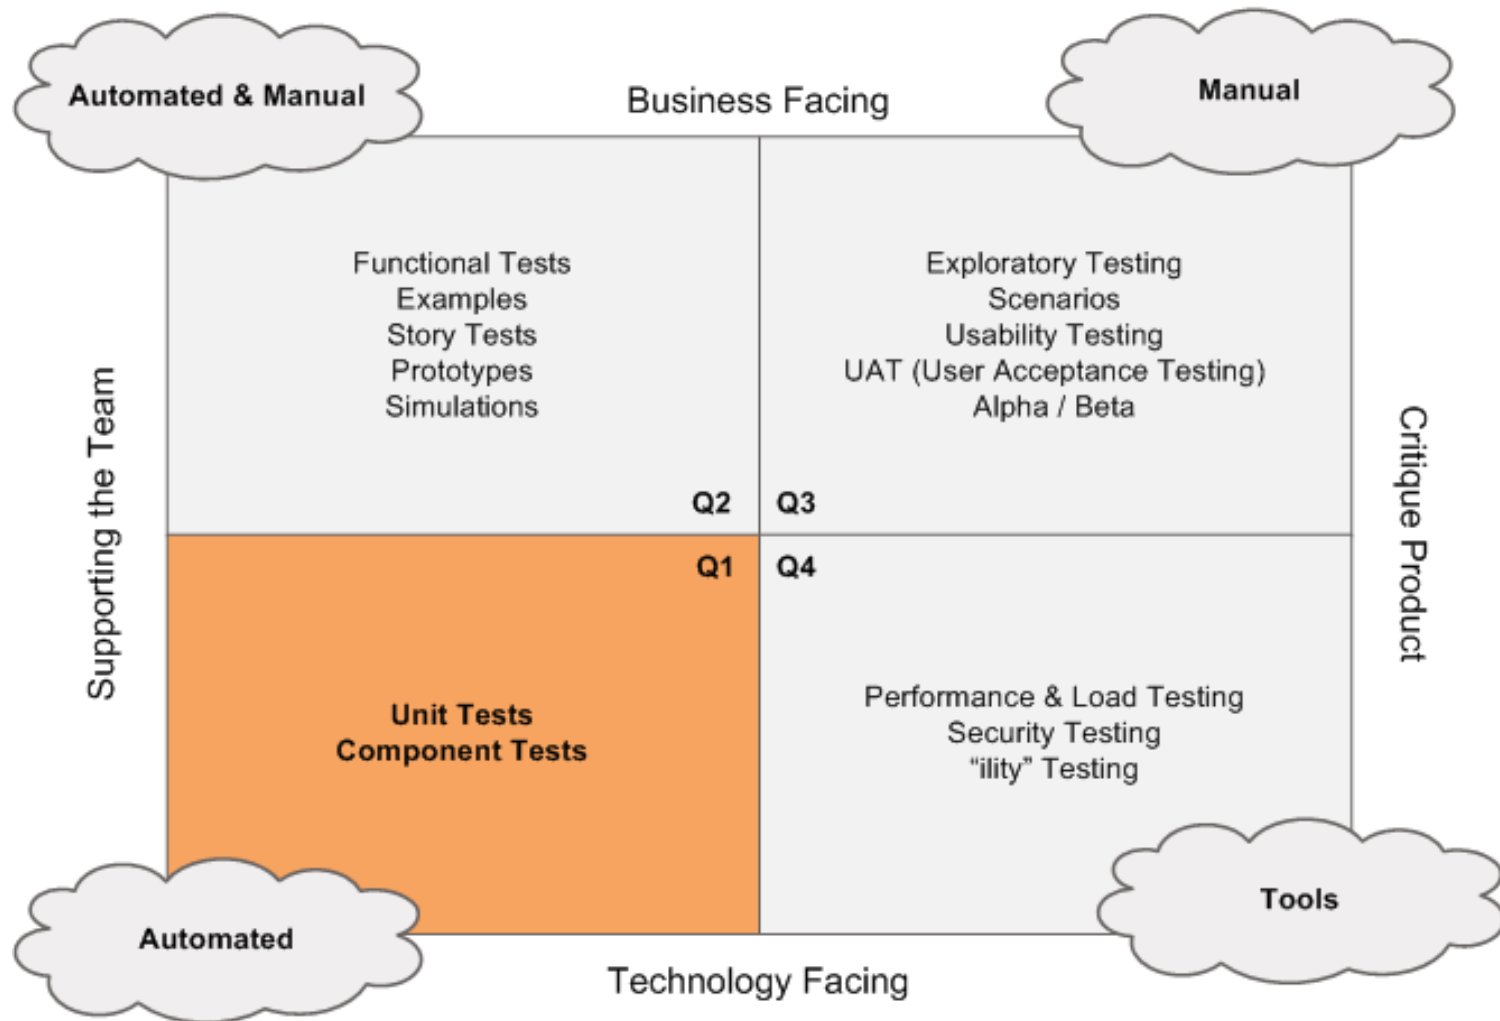 Automated & Manual
Business Facing
Manual
Functional Tests
Examples
Story Tests
Prototypes
Simulations
Q2
Exploratory Testing
Scenarios
Usability Testing
UAT (User Acceptance Testing)
Alpha / Beta
Q3
Supporting the Team
Critique Product
Q1
Unit Tests
Component Tests
Q4
Performance & Load Testing
Security Testing
“ility” Testing
Automated
Tools
Technology Facing